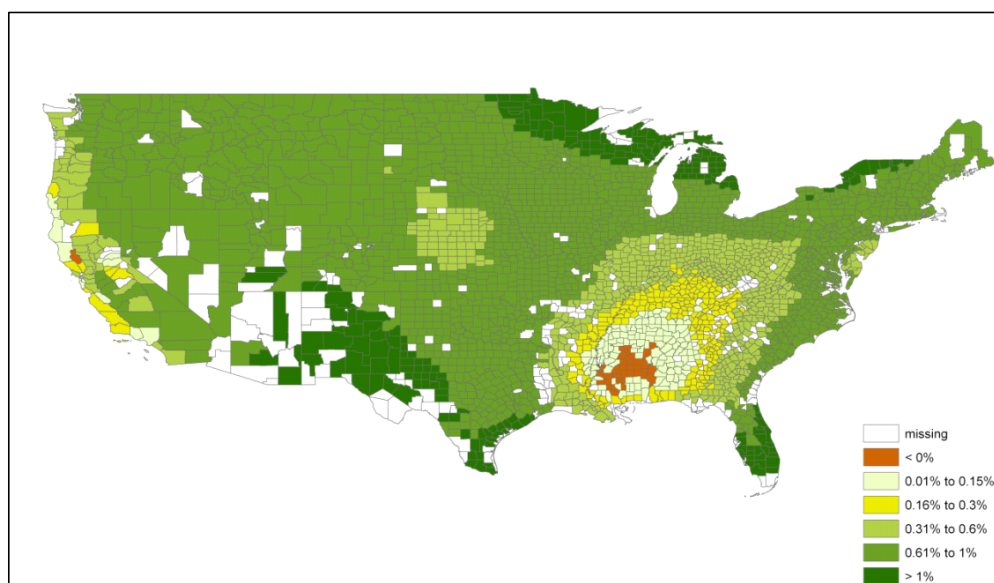 missing
< 0%
0.01% to 0.15%
0.16% to 0.3%
0.31% to 0.6%
0.61% to 1%
> 1%